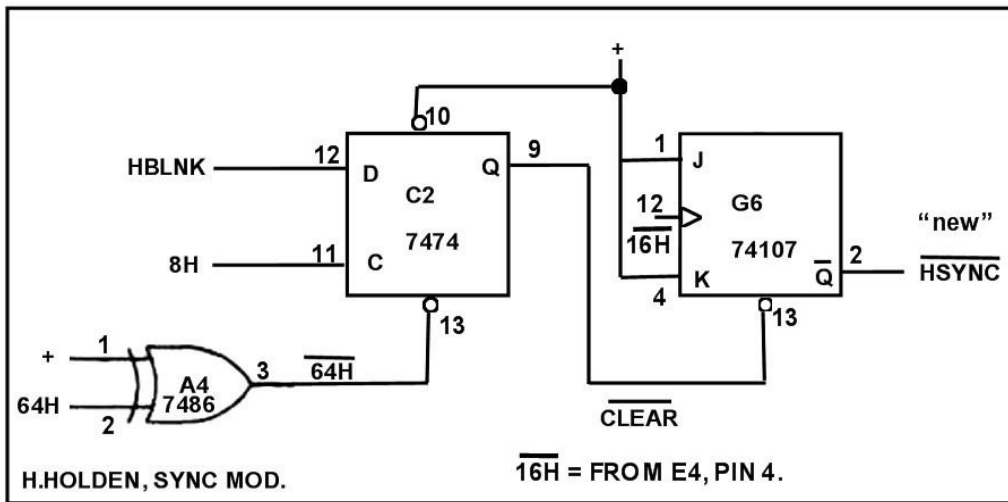 +
10
HBLNK
12
D
Q
9
C2
7474
8H
11
C
13
1
J
12
G6
16H
74107
K
4
Q
2
"new"
HSYNC
13
+
1
A4
7486
3
64H
64H
2
CLEAR
H.HOLDEN, SYNC MOD.
16H = FROM E4, PIN 4.